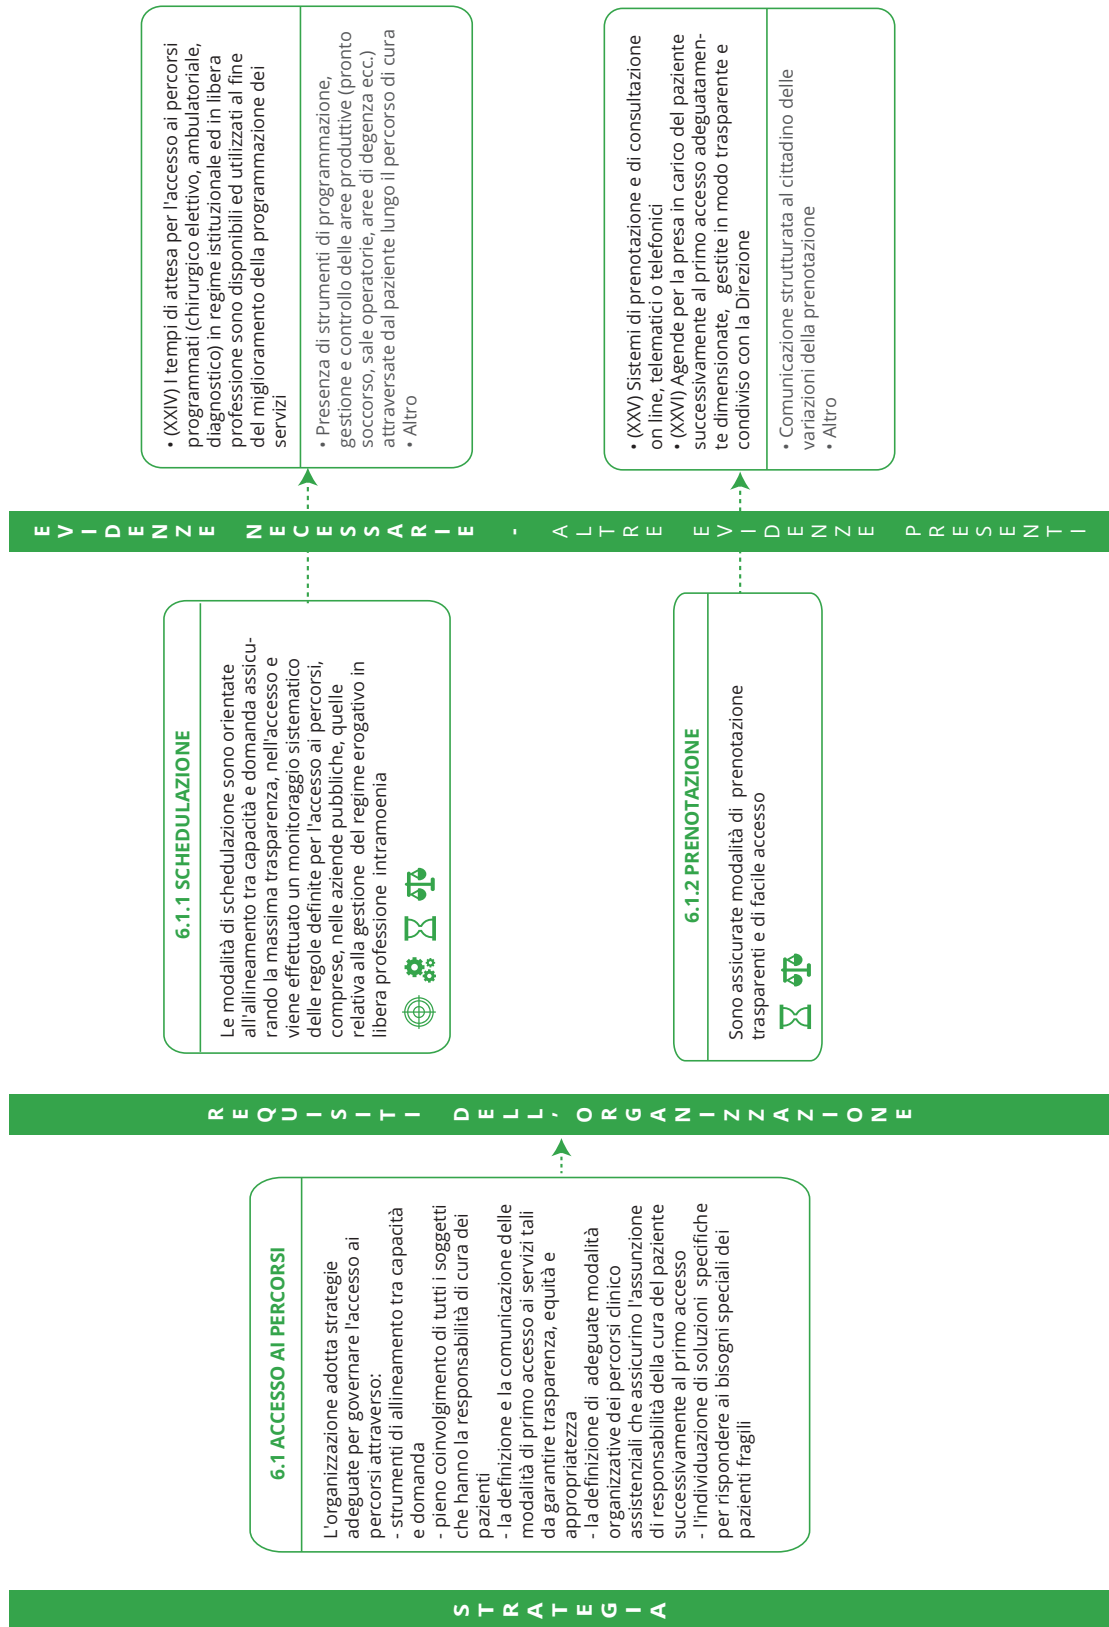 STRATEGIA
6.1 ACCESSO AI PERCORSI
L'organizzazione adotta strategie
adeguate per governare l'accesso ai
percorsi attraverso:
- strumenti di allineamento tra capacità
e domanda
- pieno coinvolgimento di tutti i soggetti
che hanno la responsabilità di cura dei
pazienti
- la definizione e la comunicazione delle
modalità di primo accesso ai servizi tali
da garantire trasparenza, equità e
appropriatezza
- la definizione di adeguate modalità
organizzative dei percorsi clinico
assistenziali che assicurino l'assunzione
di responsabilità della cura del paziente
successivamente al primo accesso
- l'individuazione di soluzioni specifiche
per rispondere ai bisogni speciali dei
pazienti fragili
REQUISITI DELL'ORGANIZZAZIONE
6.1.1 SCHEDULAZIONE
Le modalità di schedulazione sono orientate
all'allineamento tra capacità e domanda assicu-
rando la massima trasparenza, nell'accesso e
viene effettuato un monitoraggio sistematico
delle regole definite per l'accesso ai percorsi,
comprese, nelle aziende pubbliche, quelle
relativa alla gestione del regime erogativo in
libera professione intramoenia
6.1.2 PRENOTAZIONE
Sono assicurate modalità di prenotazione
trasparenti e di facile accesso
EVIDENZE NECESSARIE - ALTRE EVIDENZE PRESENTI
• (XXIV) I tempi di attesa per l'accesso ai percorsi
programmati (chirurgico elettivo, ambulatoriale,
diagnostico) in regime istituzionale ed in libera
professione sono disponibili ed utilizzati al fine
del miglioramento della programmazione dei
servizi
• Presenza di strumenti di programmazione,
gestione e controllo delle aree produttive (pronto
soccorso, sale operatorie, aree di degenza ecc.)
attraversate dal paziente lungo il percorso di cura
• Altro
• (XXV) Sistemi di prenotazione e di consultazione
on line, telematici o telefonici
• (XXVI) Agende per la presa in carico del paziente
successivamente al primo accesso adeguatamen-
te dimensionate, gestite in modo trasparente e
condiviso con la Direzione
• Comunicazione strutturata al cittadino delle
variazioni della prenotazione
• Altro